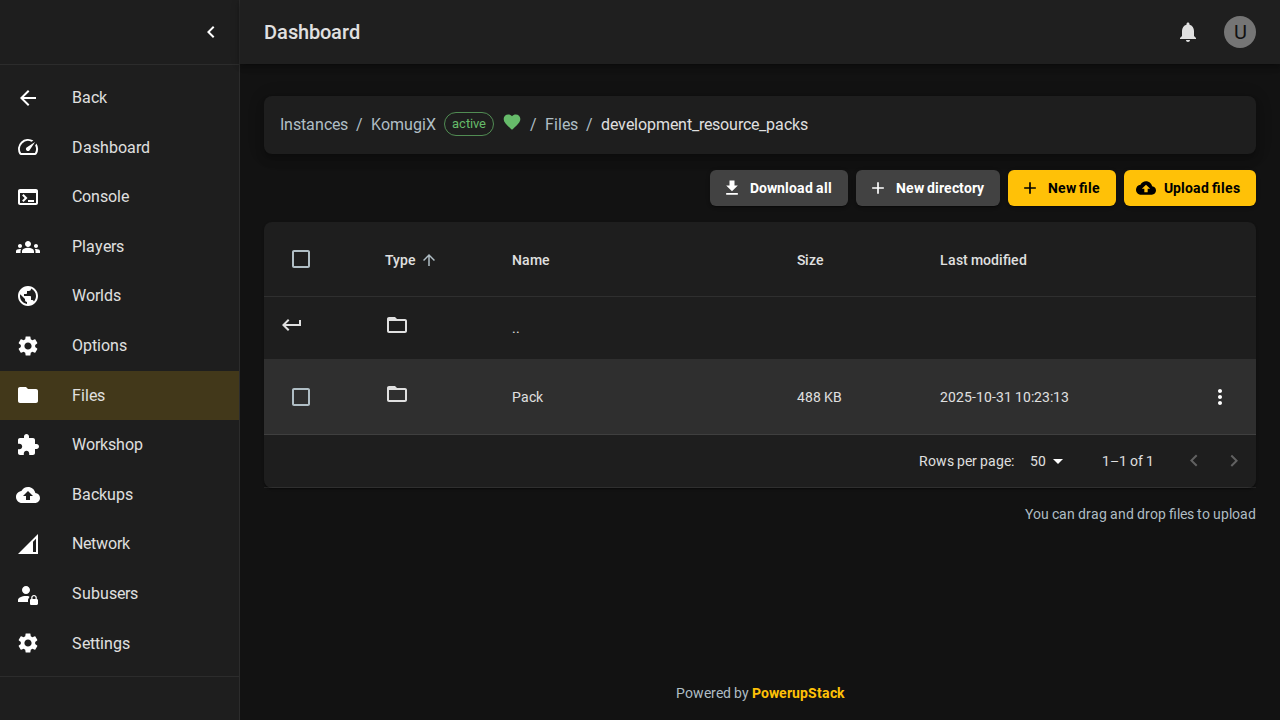 Dashboard
U
Back
Dashboard
Console
Players
Worlds
Options
Files
Workshop
Backups
Network
Subusers
Settings
Instances / KomugiX active / Files / development_resource_packs
Download all
New directory
New file
Upload files
Type Name Size Last modified
..
Pack 488 KB 2025-10-31 10:23:13
Rows per page: 50 1–1 of 1
You can drag and drop files to upload
Powered by PowerupStack